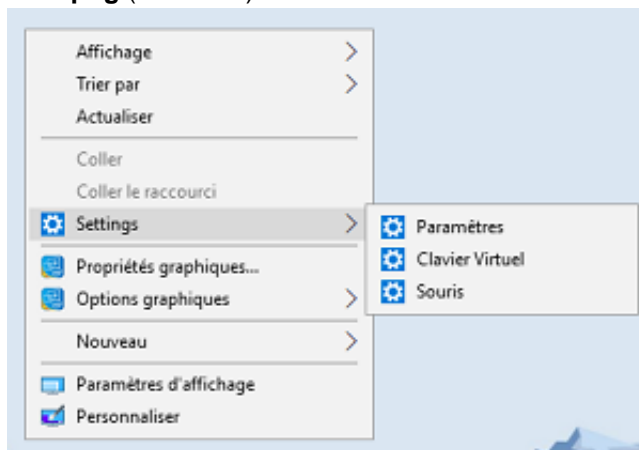 Affichage
Trier par
Actualiser
Coller
Coller le raccourci
Settings
Paramètres
Clavier Virtuel
Souris
Propriétés graphiques...
Options graphiques
Nouveau
Paramètres d'affichage
Personnaliser